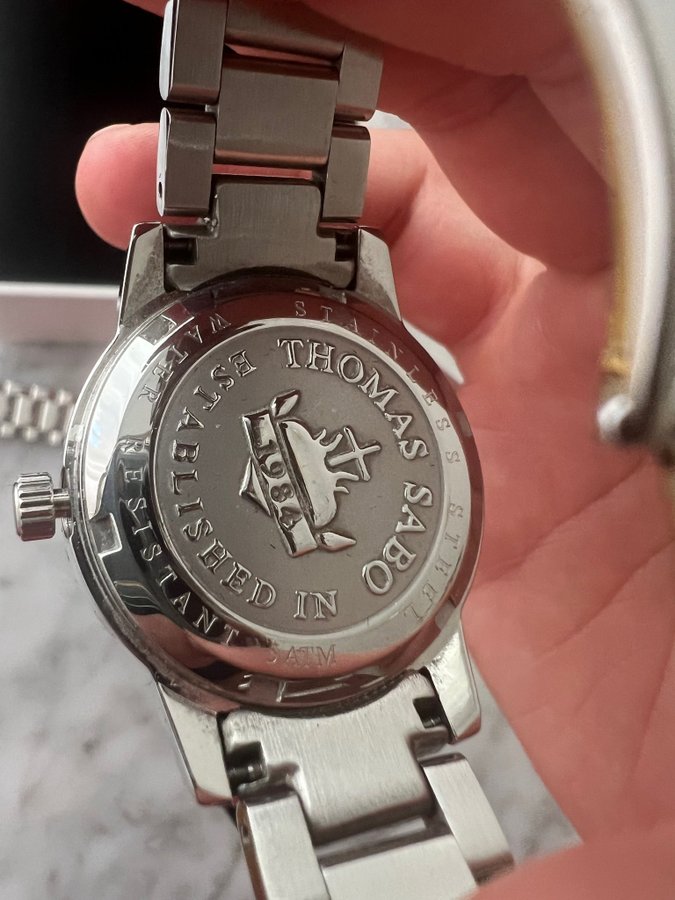 STAINLESS STEEL
WATER RESISTANT 5 ATM
THOMAS SABO
ESTABLISHED IN
1984